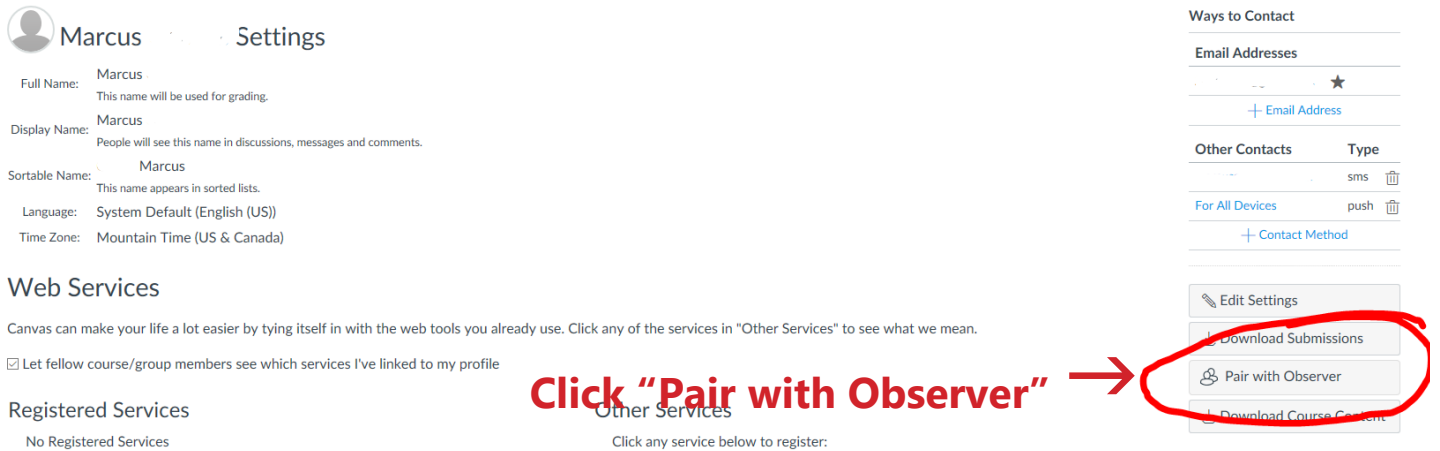 Marcus Settings
Full Name: Marcus
This name will be used for grading.
Display Name: Marcus
People will see this name in discussions, messages and comments.
Sortable Name: Marcus
This name appears in sorted lists.
Language: System Default (English (US))
Time Zone: Mountain Time (US & Canada)
Web Services
Canvas can make your life a lot easier by tying itself in with the web tools you already use. Click any of the services in "Other Services" to see what we mean.
Let fellow course/group members see which services I've linked to my profile
Registered Services
No Registered Services
Click “Pair with Observer”
Other Services
Click any service below to register:
Ways to Contact
Email Addresses
+ Email Address
Other Contacts Type
sms
For All Devices push
+ Contact Method
Edit Settings
Download Submissions
Pair with Observer
Download Course Content